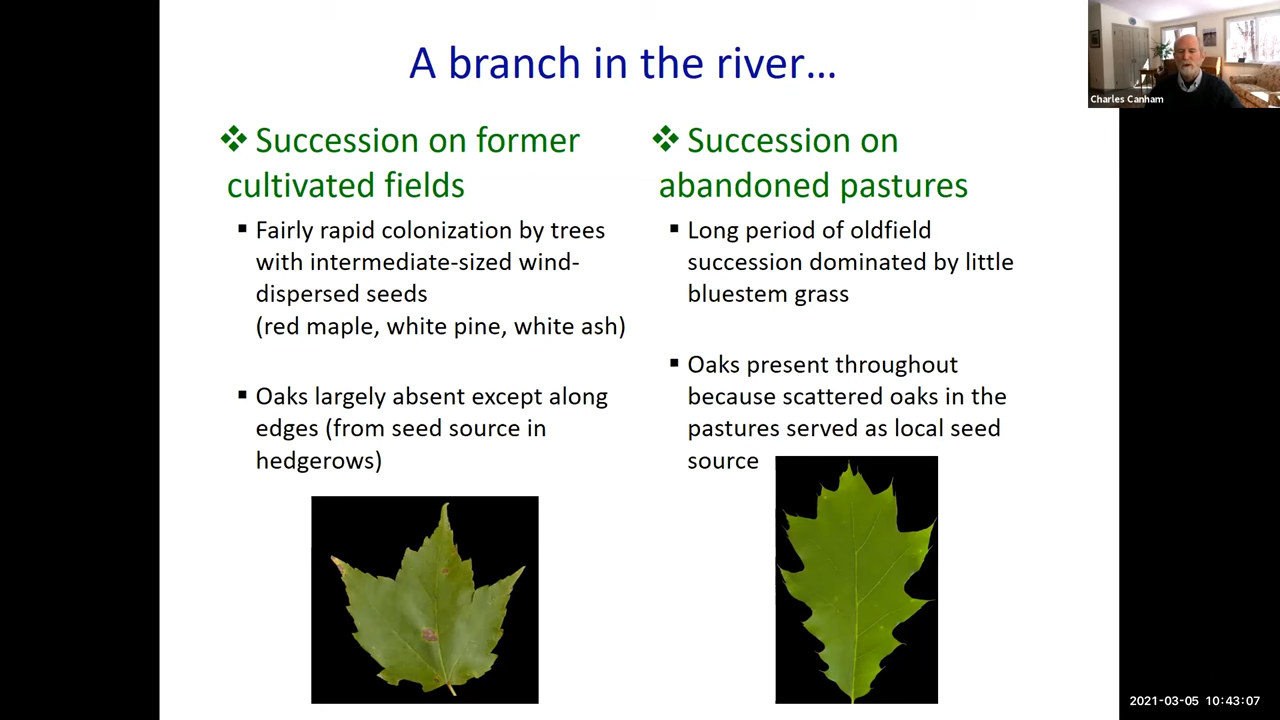 A branch in the river...
❖ Succession on former
cultivated fields
▪ Fairly rapid colonization by trees
with intermediate-sized wind-
dispersed seeds
(red maple, white pine, white ash)
▪ Oaks largely absent except along
edges (from seed source in
hedgerows)
❖ Succession on
abandoned pastures
▪ Long period of oldfield
succession dominated by little
bluestem grass
▪ Oaks present throughout
because scattered oaks in the
pastures served as local seed
source
Charles Canham
2021-03-05 10:43:07